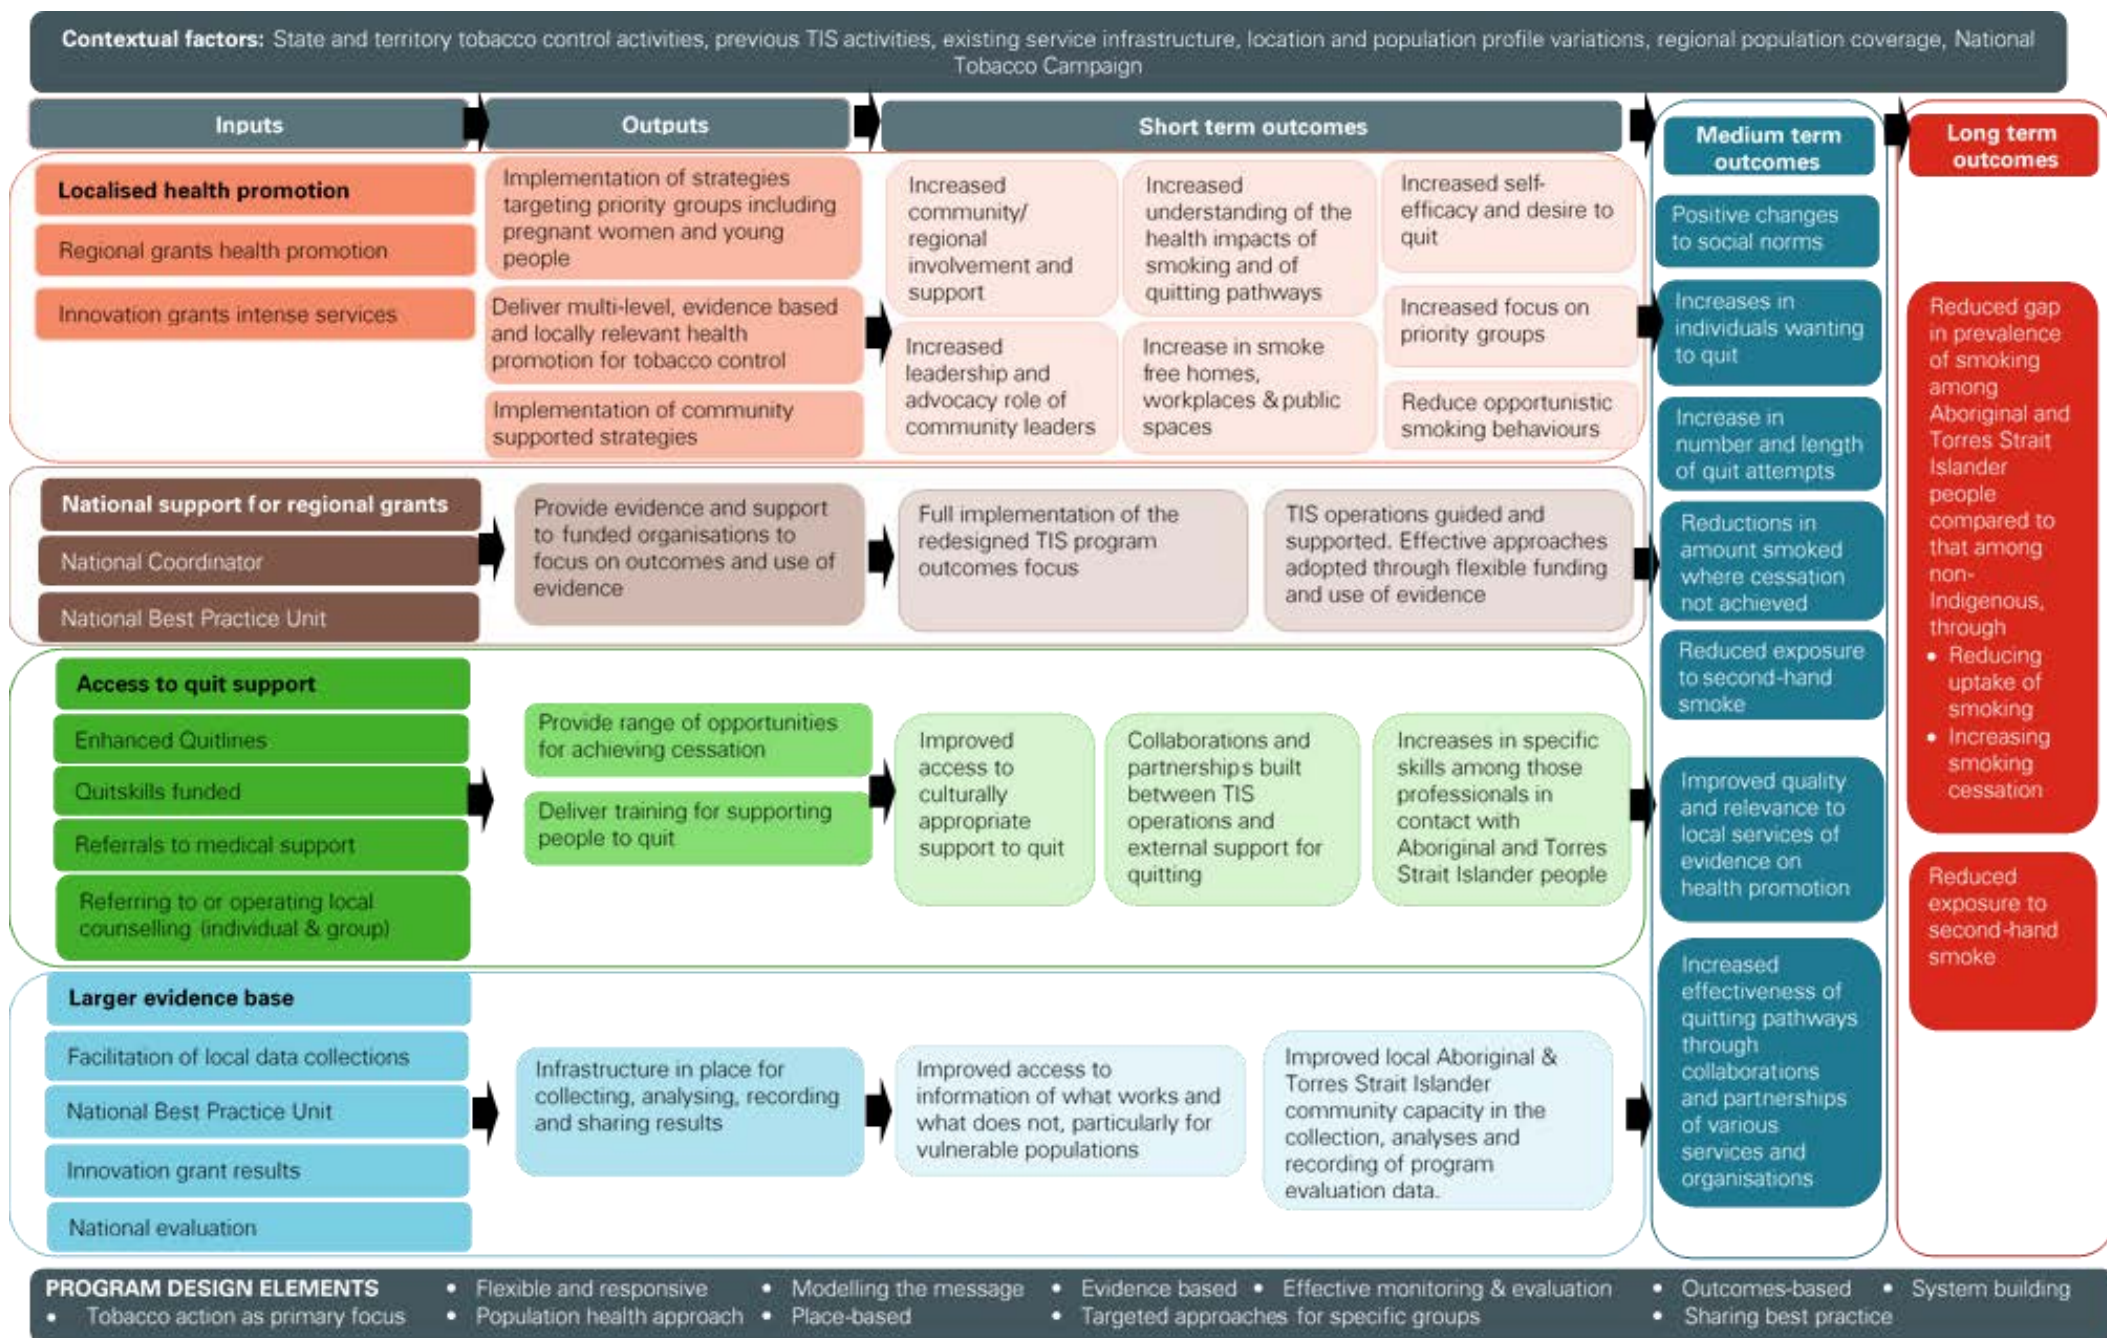 Contextual factors: State and territory tobacco control activities, previous TIS activities, existing service infrastructure, location and population profile variations, regional population coverage, National
Tobacco Campaign
Inputs
Outputs
Short term outcomes
Medium term
outcomes
Long term
outcomes
Localised health promotion
Regional grants health promotion
Innovation grants intense services
Implementation of strategies
targeting priority groups including
pregnant women and young
people
Deliver multi-level, evidence based
and locally relevant health
promotion for tobacco control
Implementation of community
supported strategies
Increased
community/
regional
involvement and
support
Increased
understanding of the
health impacts of
smoking and of
quitting pathways
Increased self-
efficacy and desire to
quit
Increased
leadership and
advocacy role of
community leaders
Increase in smoke
free homes,
workplaces & public
spaces
Increased focus on
priority groups
Reduce opportunistic
smoking behaviours
National support for regional grants
National Coordinator
National Best Practice Unit
Provide evidence and support
to funded organisations to
focus on outcomes and use of
evidence
Full implementation of the
redesigned TIS program
outcomes focus
TIS operations guided and
supported. Effective approaches
adopted through flexible funding
and use of evidence
Access to quit support
Enhanced Quitlines
Quitskills funded
Referrals to medical support
Referring to or operating local
counselling (individual & group)
Provide range of opportunities
for achieving cessation
Deliver training for supporting
people to quit
Improved
access to
culturally
appropriate
support to quit
Collaborations and
partnerships built
between TIS
operations and
external support for
quitting
Increases in specific
skills among those
professionals in
contact with
Aboriginal and Torres
Strait Islander people
Larger evidence base
Facilitation of local data collections
National Best Practice Unit
Innovation grant results
National evaluation
Infrastructure in place for
collecting, analysing, recording
and sharing results
Improved access to
information of what works and
what does not, particularly for
vulnerable populations
Improved local Aboriginal &
Torres Strait Islander
community capacity in the
collection, analyses and
recording of program
evaluation data.
Positive changes
to social norms
Increases in
individuals wanting
to quit
Increase in
number and length
of quit attempts
Reductions in
amount smoked
where cessation
not achieved
Reduced exposure
to second-hand
smoke
Improved quality
and relevance to
local services of
evidence on
health promotion
Increased
effectiveness of
quitting pathways
through
collaborations
and partnerships
of various
services and
organisations
Reduced gap
in prevalence
of smoking
among
Aboriginal and
Torres Strait
Islander
people
compared to
that among
non-
Indigenous,
through
• Reducing
uptake of
smoking
• Increasing
smoking
cessation
Reduced
exposure to
second-hand
smoke
PROGRAM DESIGN ELEMENTS
• Tobacco action as primary focus
• Flexible and responsive
• Population health approach
• Modelling the message
• Place-based
• Evidence based • Effective monitoring & evaluation
• Targeted approaches for specific groups
• Outcomes-based
• Sharing best practice
• System building